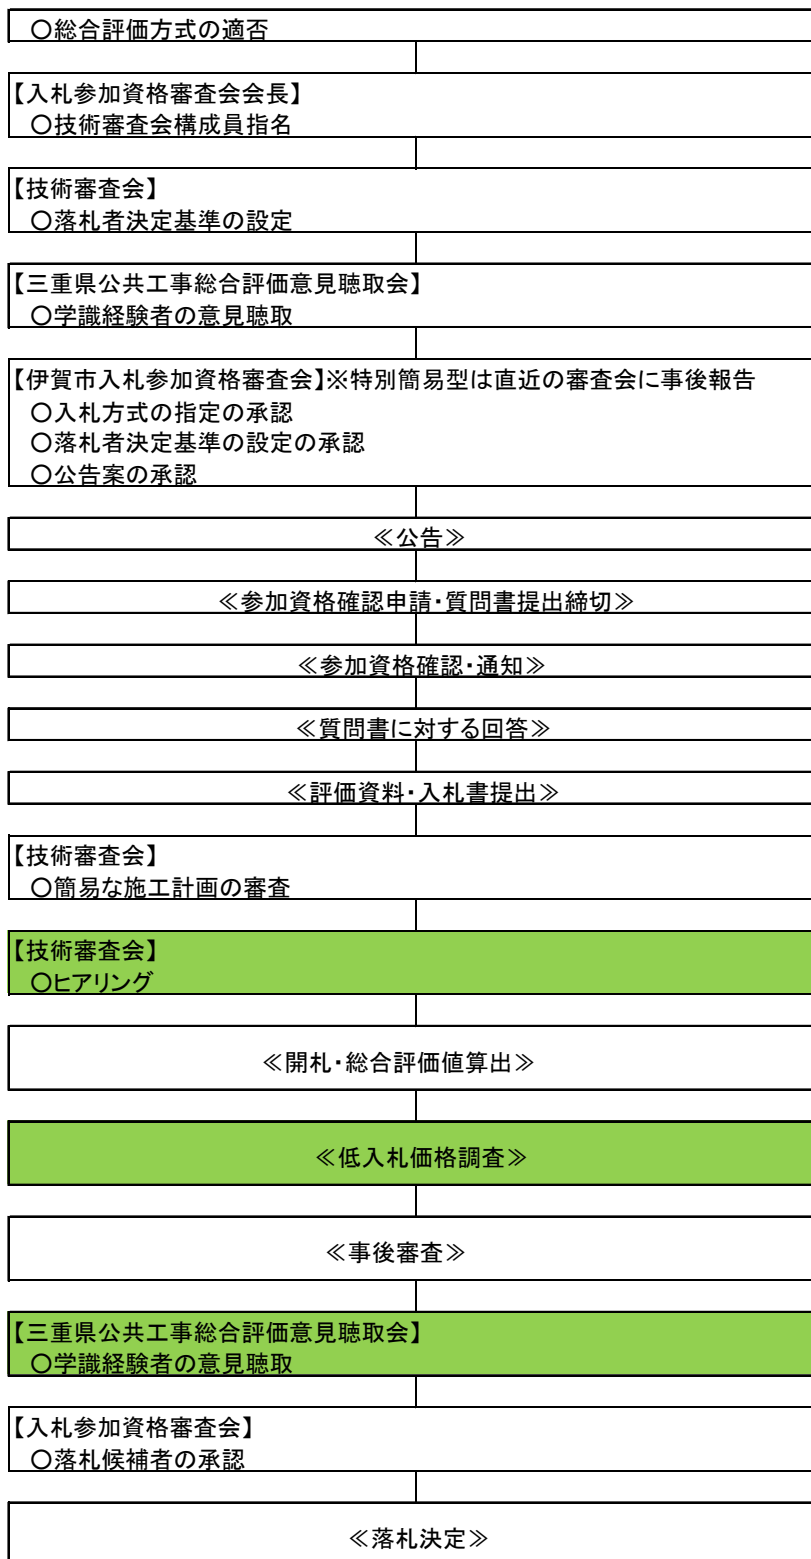 〇総合評価方式の適否
【入札参加資格審査会会長】
〇技術審査会構成員指名
【技術審査会】
〇落札者決定基準の設定
【三重県公共工事総合評価意見聴取会】
〇学識経験者の意見聴取
【伊賀市入札参加資格審査会】※特別簡易型は直近の審査会に事後報告
〇入札方式の指定の承認
〇落札者決定基準の設定の承認
〇公告案の承認
≪公告≫
≪参加資格確認申請・質問書提出締切≫
≪参加資格確認・通知≫
≪質問書に対する回答≫
≪評価資料・入札書提出≫
【技術審査会】
〇簡易な施工計画の審査
【技術審査会】
〇ヒアリング
≪開札・総合評価値算出≫
≪低入札価格調査≫
≪事後審査≫
【三重県公共工事総合評価意見聴取会】
〇学識経験者の意見聴取
【入札参加資格審査会】
〇落札候補者の承認
≪落札決定≫